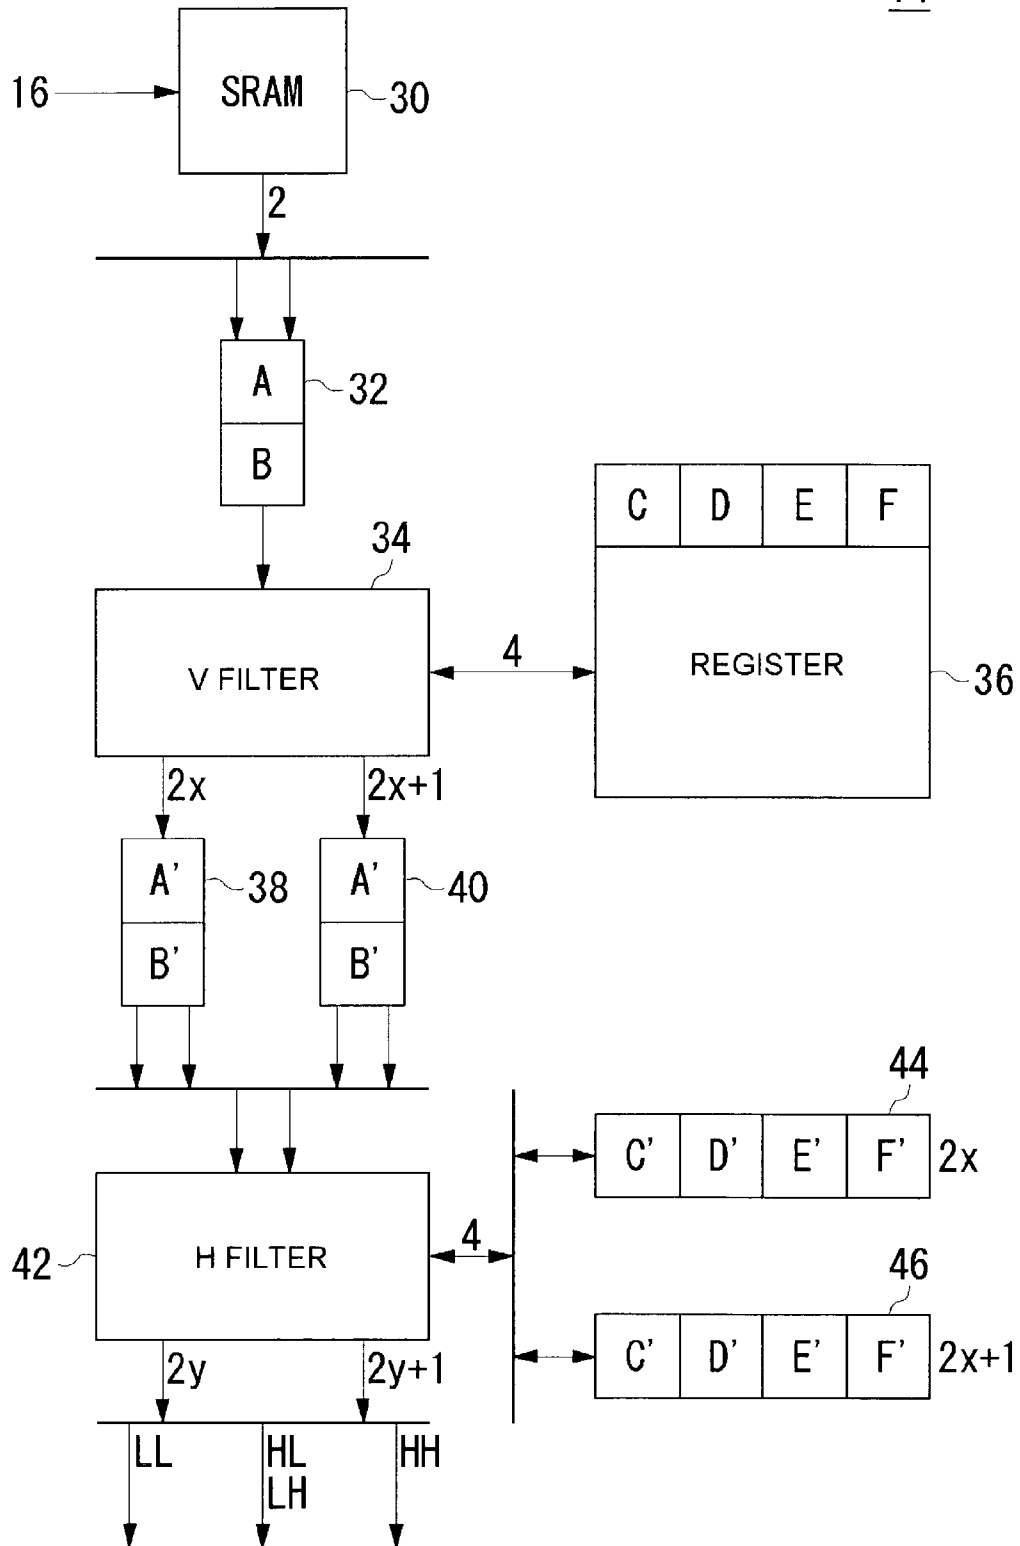 16
SRAM
30
2
A
32
B
C D E F
34
V FILTER
4
REGISTER
36
2x
2x+1
A'
38
A'
40
B'
B'
44
C' D' E' F' 2x
42
H FILTER
4
46
C' D' E' F' 2x+1
2y
2y+1
LL
HL
LH
HH